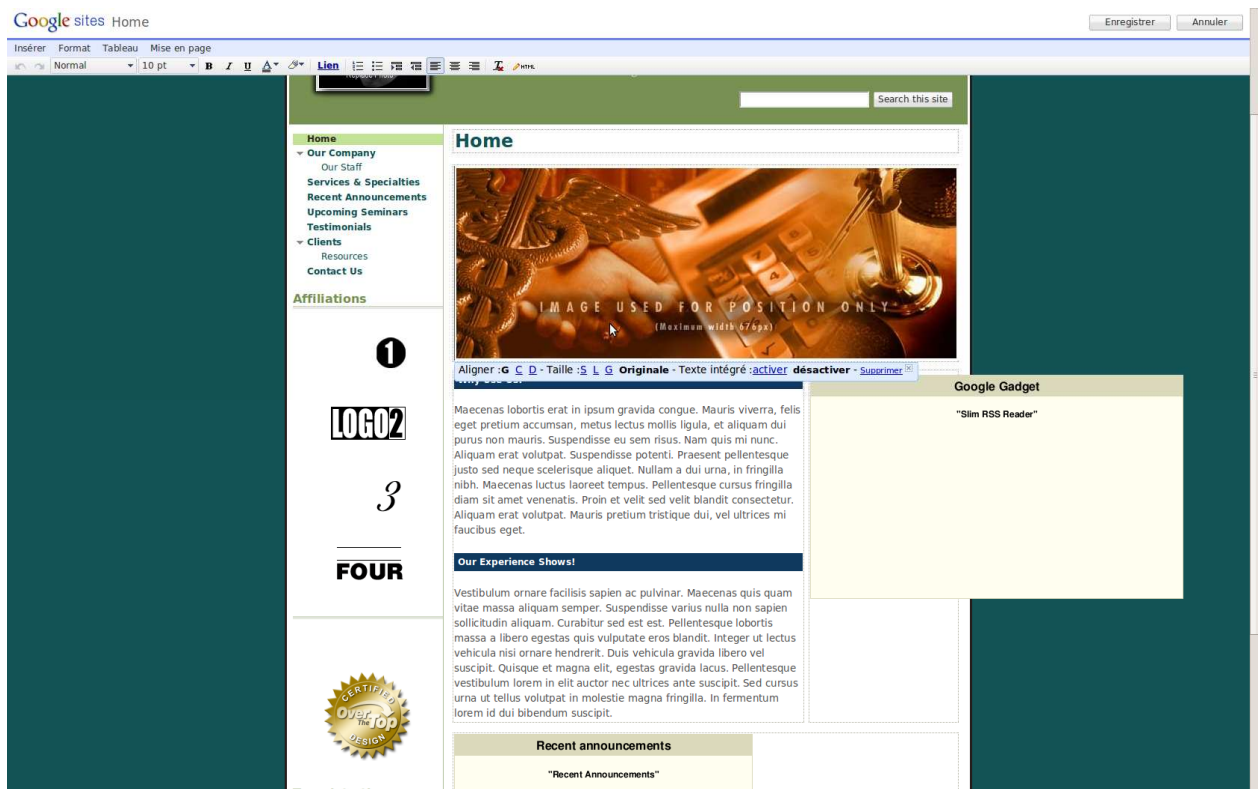 Google sites Home
Enregistrer Annuler
Insérer Format Tableau Mise en page
Normal 10 pt B I U A Lien HTML
Search this site
Home
Our Company
Our Staff
Services & Specialties
Recent Announcements
Upcoming Seminars
Testimonials
Clients
Resources
Contact Us
Affiliations
1
LOGO2
3
FOUR
CERTIFIED
Over
The Top
DESIGN
Home
IMAGE USED FOR POSITION ONLY
(Maximum width 676px)
Aligner :G C D - Taille :S L G Originale - Texte intégré :activer désactiver - Supprimer
Maecenas lobortis erat in ipsum gravida congue. Mauris viverra, felis
eget pretium accumsan, metus lectus mollis ligula, et aliquam dui
purus non mauris. Suspendisse eu sem risus. Nam quis mi nunc.
Aliquam erat volutpat. Suspendisse potenti. Praesent pellentesque
justo sed neque scelerisque aliquet. Nullam a dui urna, in fringilla
nibh. Maecenas luctus laoreet tempus. Pellentesque cursus fringilla
diam sit amet venenatis. Proin et velit sed velit blandit consectetur.
Aliquam erat volutpat. Mauris pretium tristique dui, vel ultrices mi
faucibus eget.
Our Experience Shows!
Vestibulum ornare facilisis sapien ac pulvinar. Maecenas quis quam
vitae massa aliquam semper. Suspendisse varius nulla non sapien
sollicitudin aliquam. Curabitur sed est est. Pellentesque lobortis
massa a libero egestas quis vulputate eros blandit. Integer ut lectus
vehicula nisi ornare hendrerit. Duis vehicula gravida libero vel
suscipit. Quisque et magna elit, egestas gravida lacus. Pellentesque
vestibulum lorem in elit auctor nec ultrices ante suscipit. Sed cursus
urna ut tellus volutpat in molestie magna fringilla. In fermentum
lorem id dui bibendum suscipit.
Google Gadget
"Slim RSS Reader"
Recent announcements
"Recent Announcements"